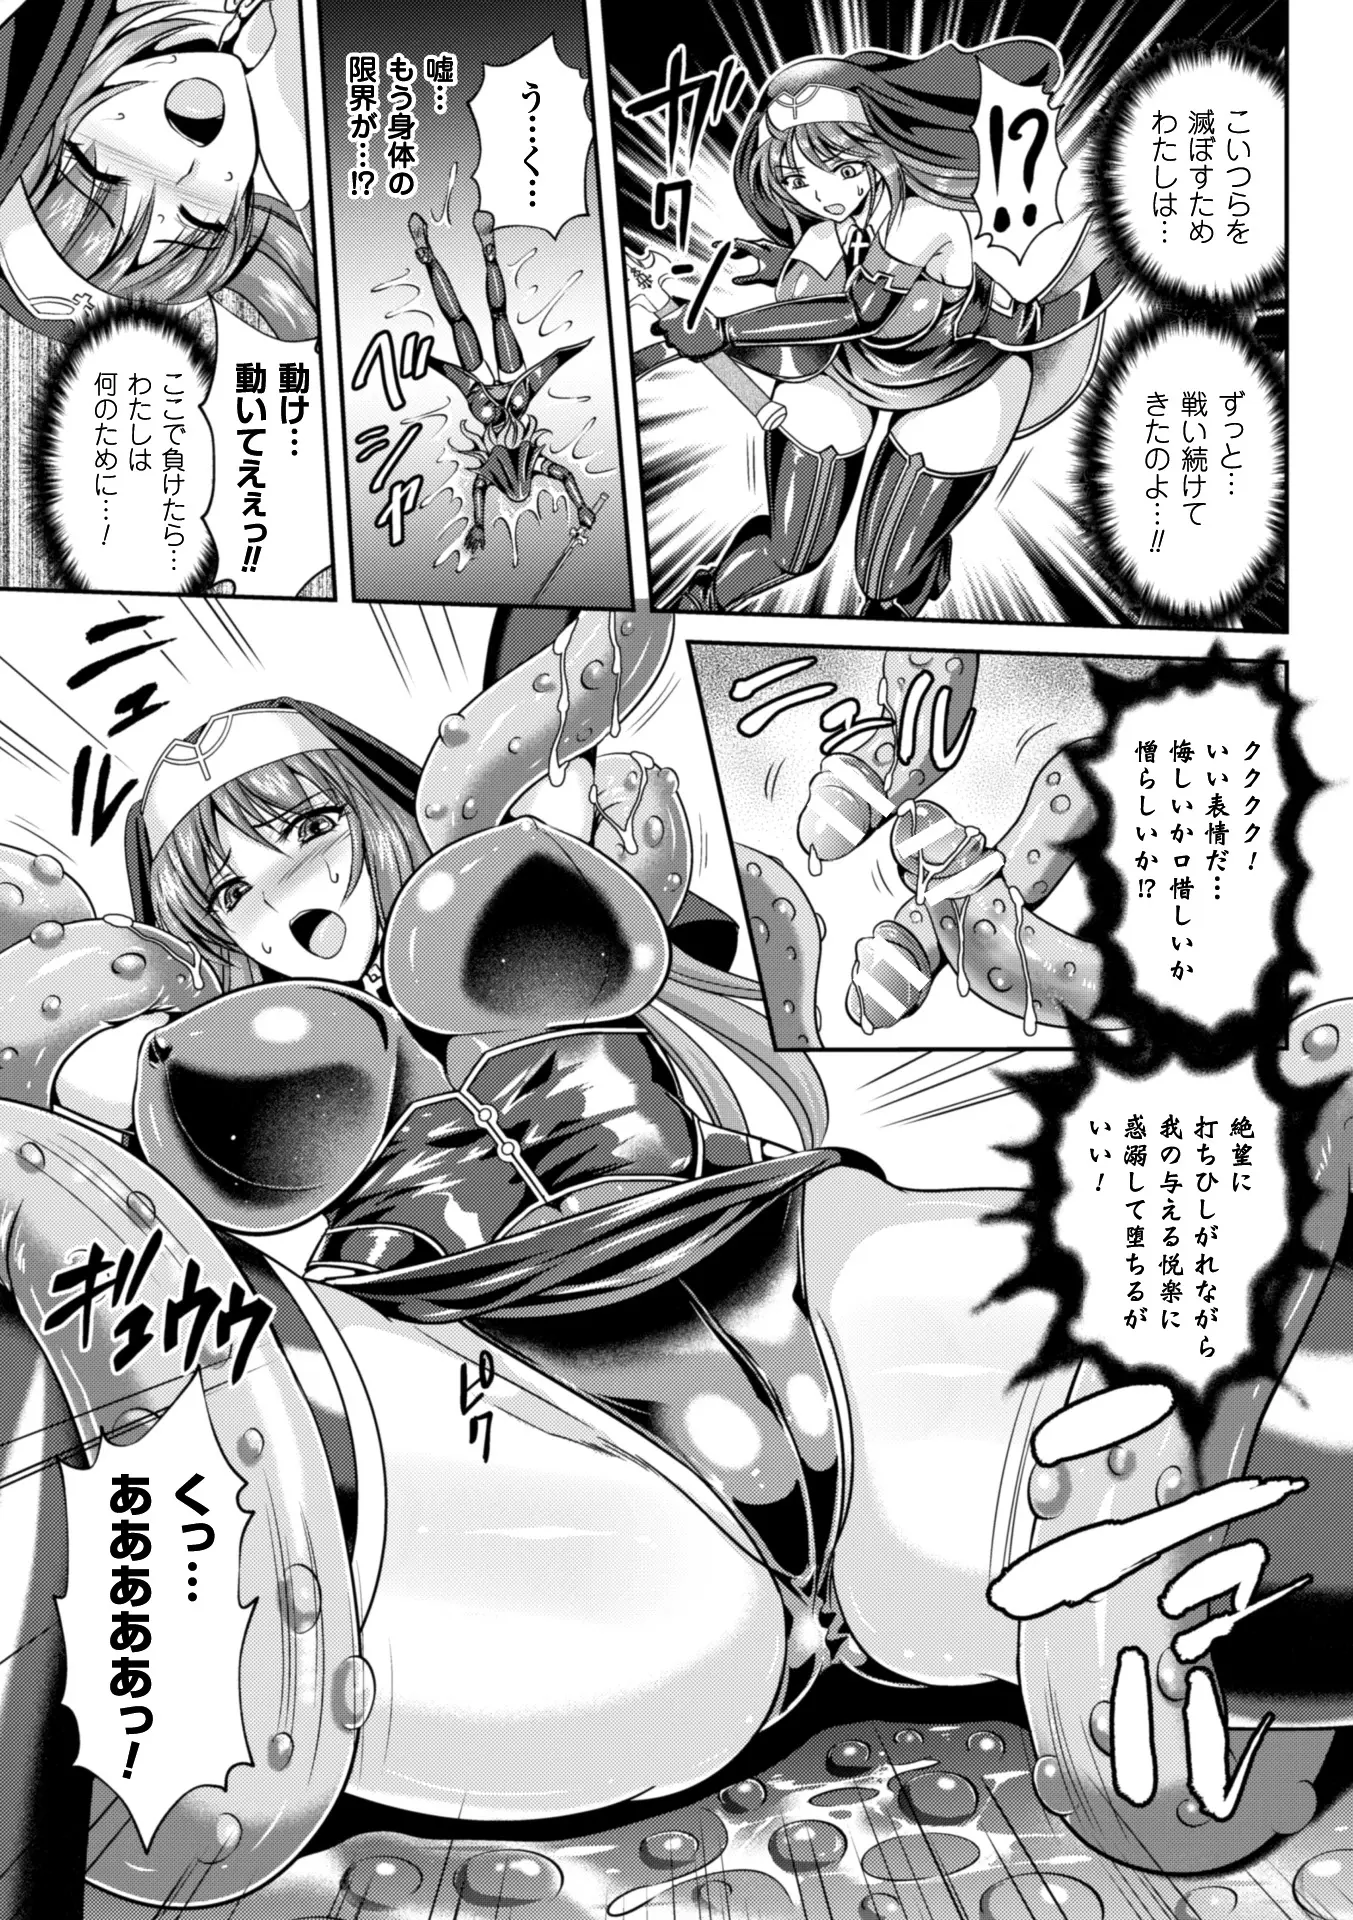 こいつらを
滅ぼすため
わたしは…
ずっと…
戦い続けて
きたのよ…!!
!?
ガクッ
う…く…
嘘…
もう身体の
限界が…!?
ベシャ
動け…
動いてえぇっ!!
ここで負けたら…
わたしは
何のために…！
ニュル
クククク！
いい表情だ…
悔しいか口惜しいか
憎らしいか!?
絶望に
打ちひしがれながら
我の与える悦楽に
惑溺して堕ちるが
いい！
ニュル
ギュウゥ
ピク
くっ…
ああああああっ！